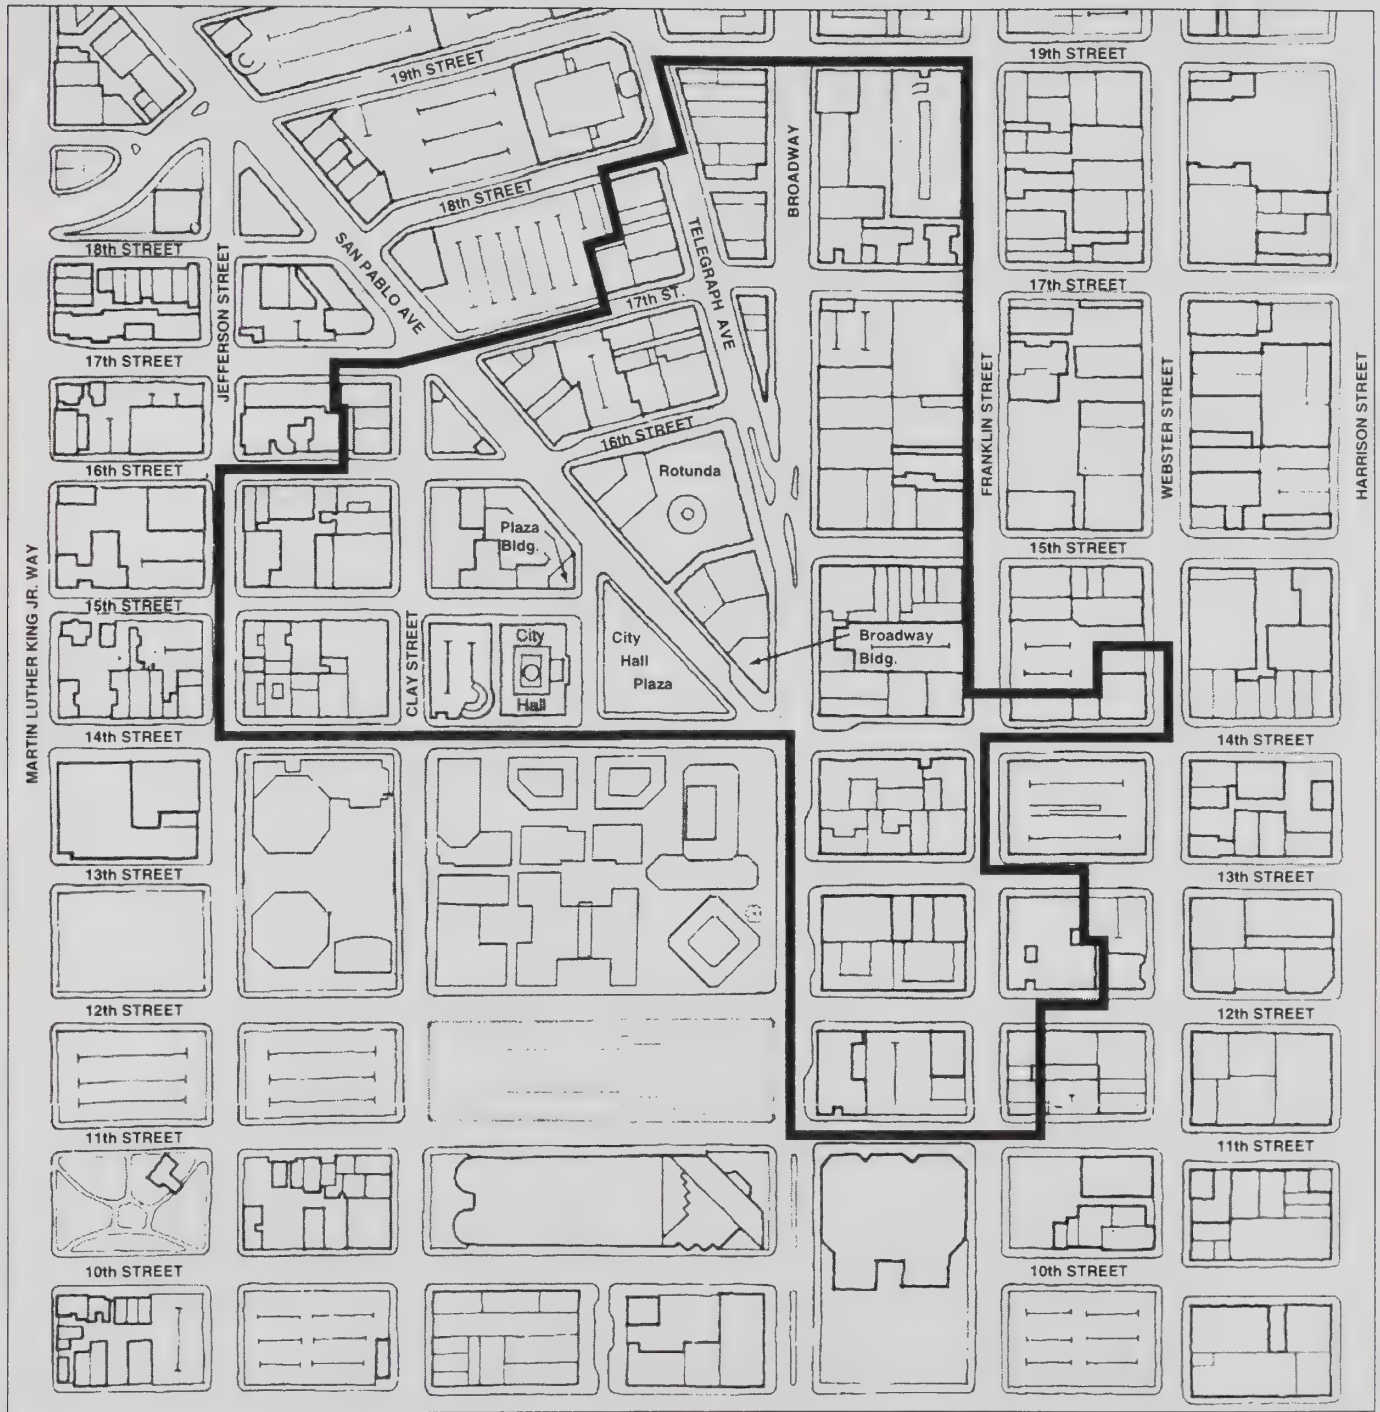 19th STREET
19th STREET
BROADWAY
18th STREET
TELEGRAPH AVE
SAN PABLO AVE
JEFFERSON STREET
18th STREET
17th ST.
17th STREET
17th STREET
FRANKLIN STREET
WEBSTER STREET
HARRISON STREET
16th STREET
Rotunda
16th STREET
Plaza
Bldg.
15th STREET
MARTIN LUTHER KING JR. WAY
15th STREET
CLAY STREET
City
Hall
City
Hall
Plaza
Broadway
Bldg.
14th STREET
14th STREET
13th STREET
13th STREET
12th STREET
12th STREET
11th STREET
11th STREET
10th STREET
10th STREET